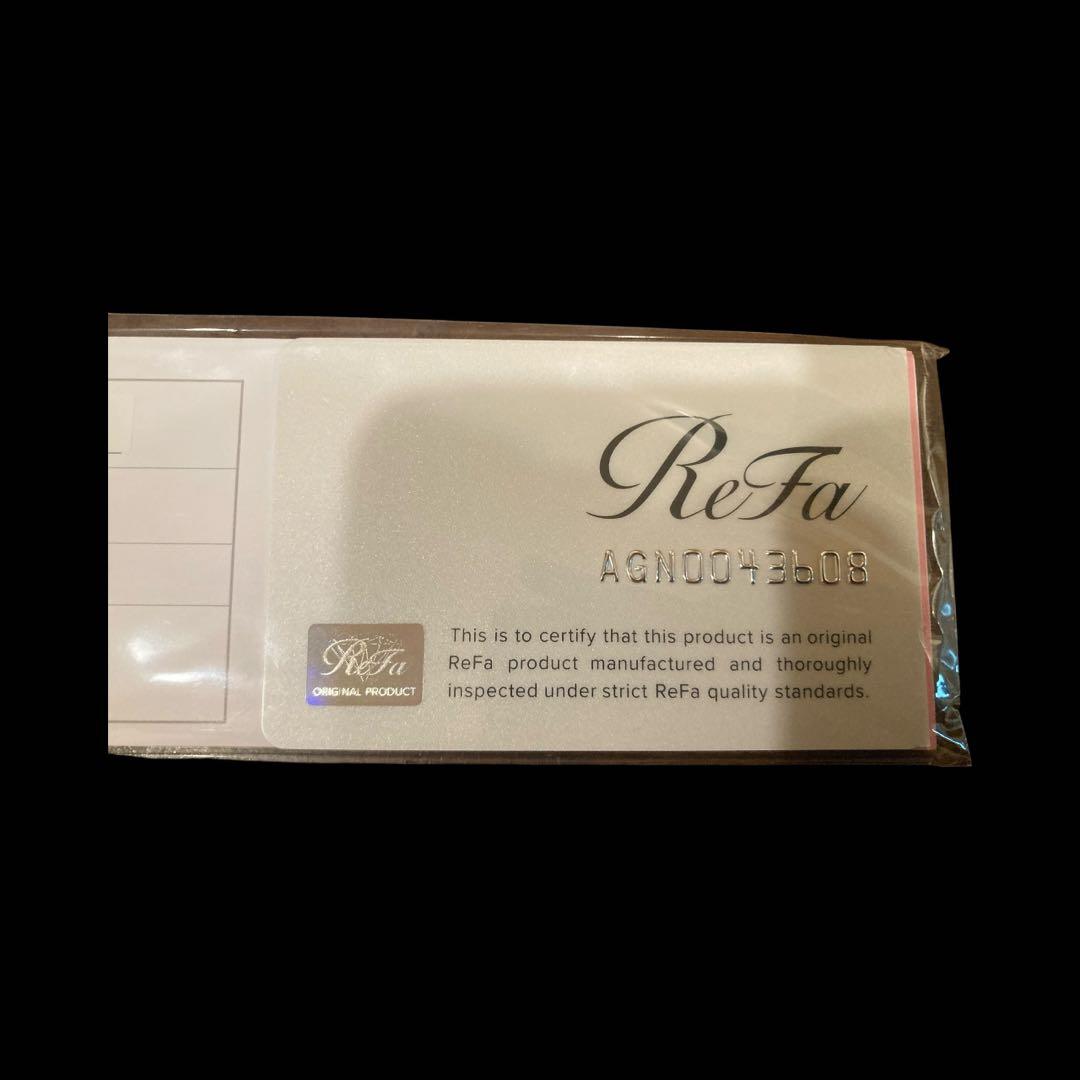 ReFa
AGN0043608
This is to certify that this product is an original
ReFa product manufactured and thoroughly
inspected under strict ReFa quality standards.
ReFa
ORIGINAL PRODUCT